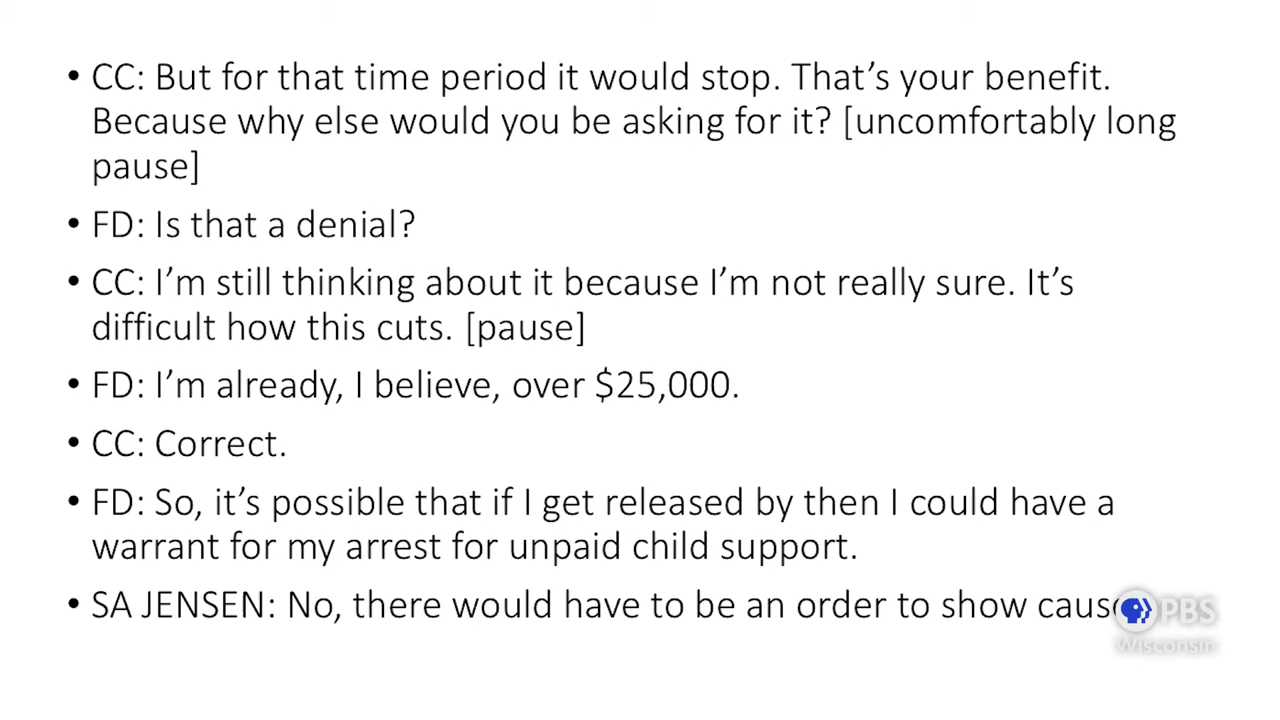 • CC: But for that time period it would stop. That’s your benefit.
Because why else would you be asking for it? [uncomfortably long
pause]
• FD: Is that a denial?
• CC: I’m still thinking about it because I’m not really sure. It’s
difficult how this cuts. [pause]
• FD: I’m already, I believe, over $25,000.
• CC: Correct.
• FD: So, it’s possible that if I get released by then I could have a
warrant for my arrest for unpaid child support.
• SA JENSEN: No, there would have to be an order to show
PBS
Wisconsin